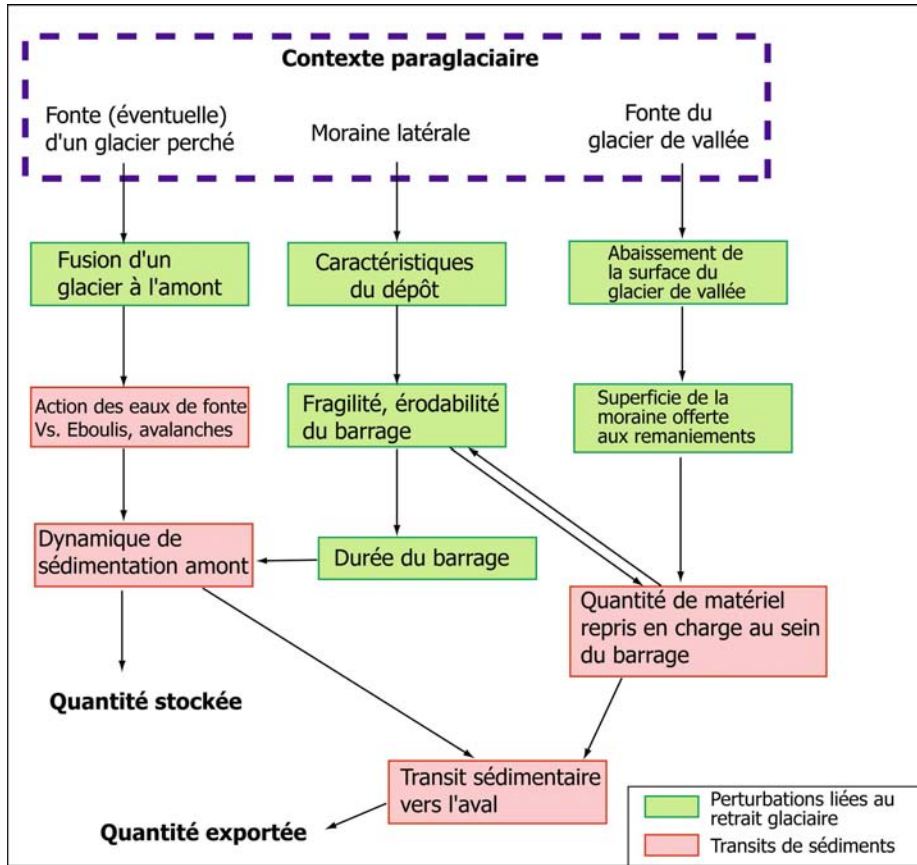 Contexte paraglaciaire
Fonte (éventuelle)
d'un glacier perché
Moraine latérale
Fonte du
glacier de vallée
Fusion d'un
glacier à l'amont
Caractéristiques
du dépôt
Abaissement de
la surface du
glacier de vallée
Action des eaux de fonte
Vs. Eboulis, avalanches
Fragilité, érodabilité
du barrage
Superficie de la
moraine offerte
aux remaniements
Dynamique de
sédimentation amont
Durée du barrage
Quantité de matériel
repris en charge au sein
du barrage
Quantité stockée
Transit sédimentaire
vers l'aval
Quantité exportée
Perturbations liées au
retrait glaciaire
Transits de sédiments